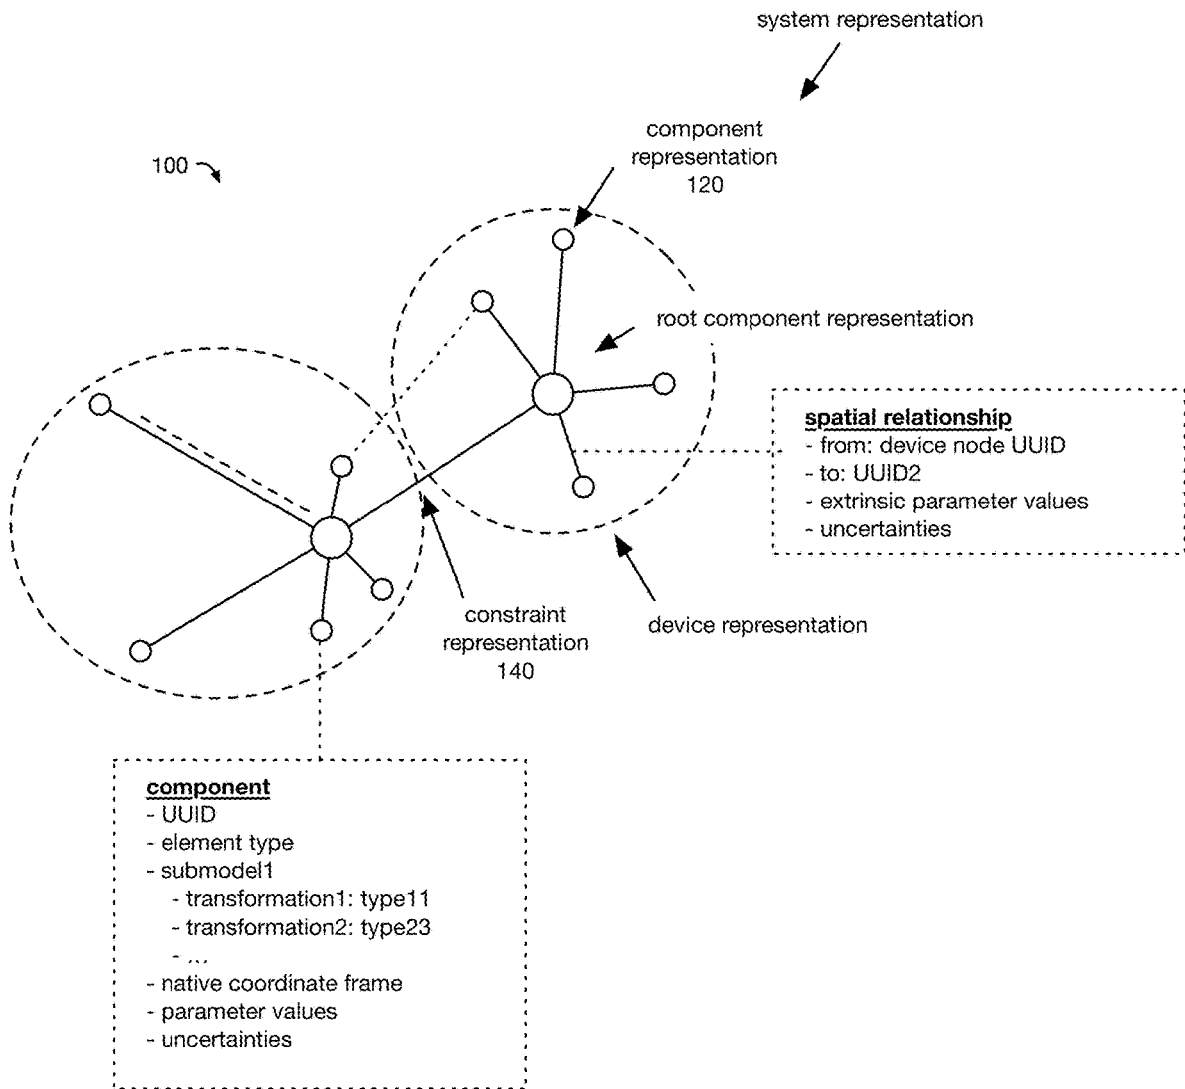 system representation
component
representation
120
100
root component representation
spatial relationship
- from: device node UUID
- to: UUID2
- extrinsic parameter values
- uncertainties
constraint
representation
140
device representation
component
- UUID
- element type
- submodel1
- transformation1: type11
- transformation2: type23
- ...
- native coordinate frame
- parameter values
- uncertainties